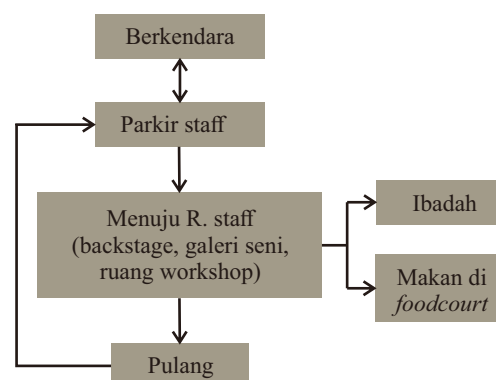 Berkendara
Parkir staff
Menuju R. staff
(backstage, galeri seni,
ruang workshop)
Ibadah
Makan di
foodcourt
Pulang